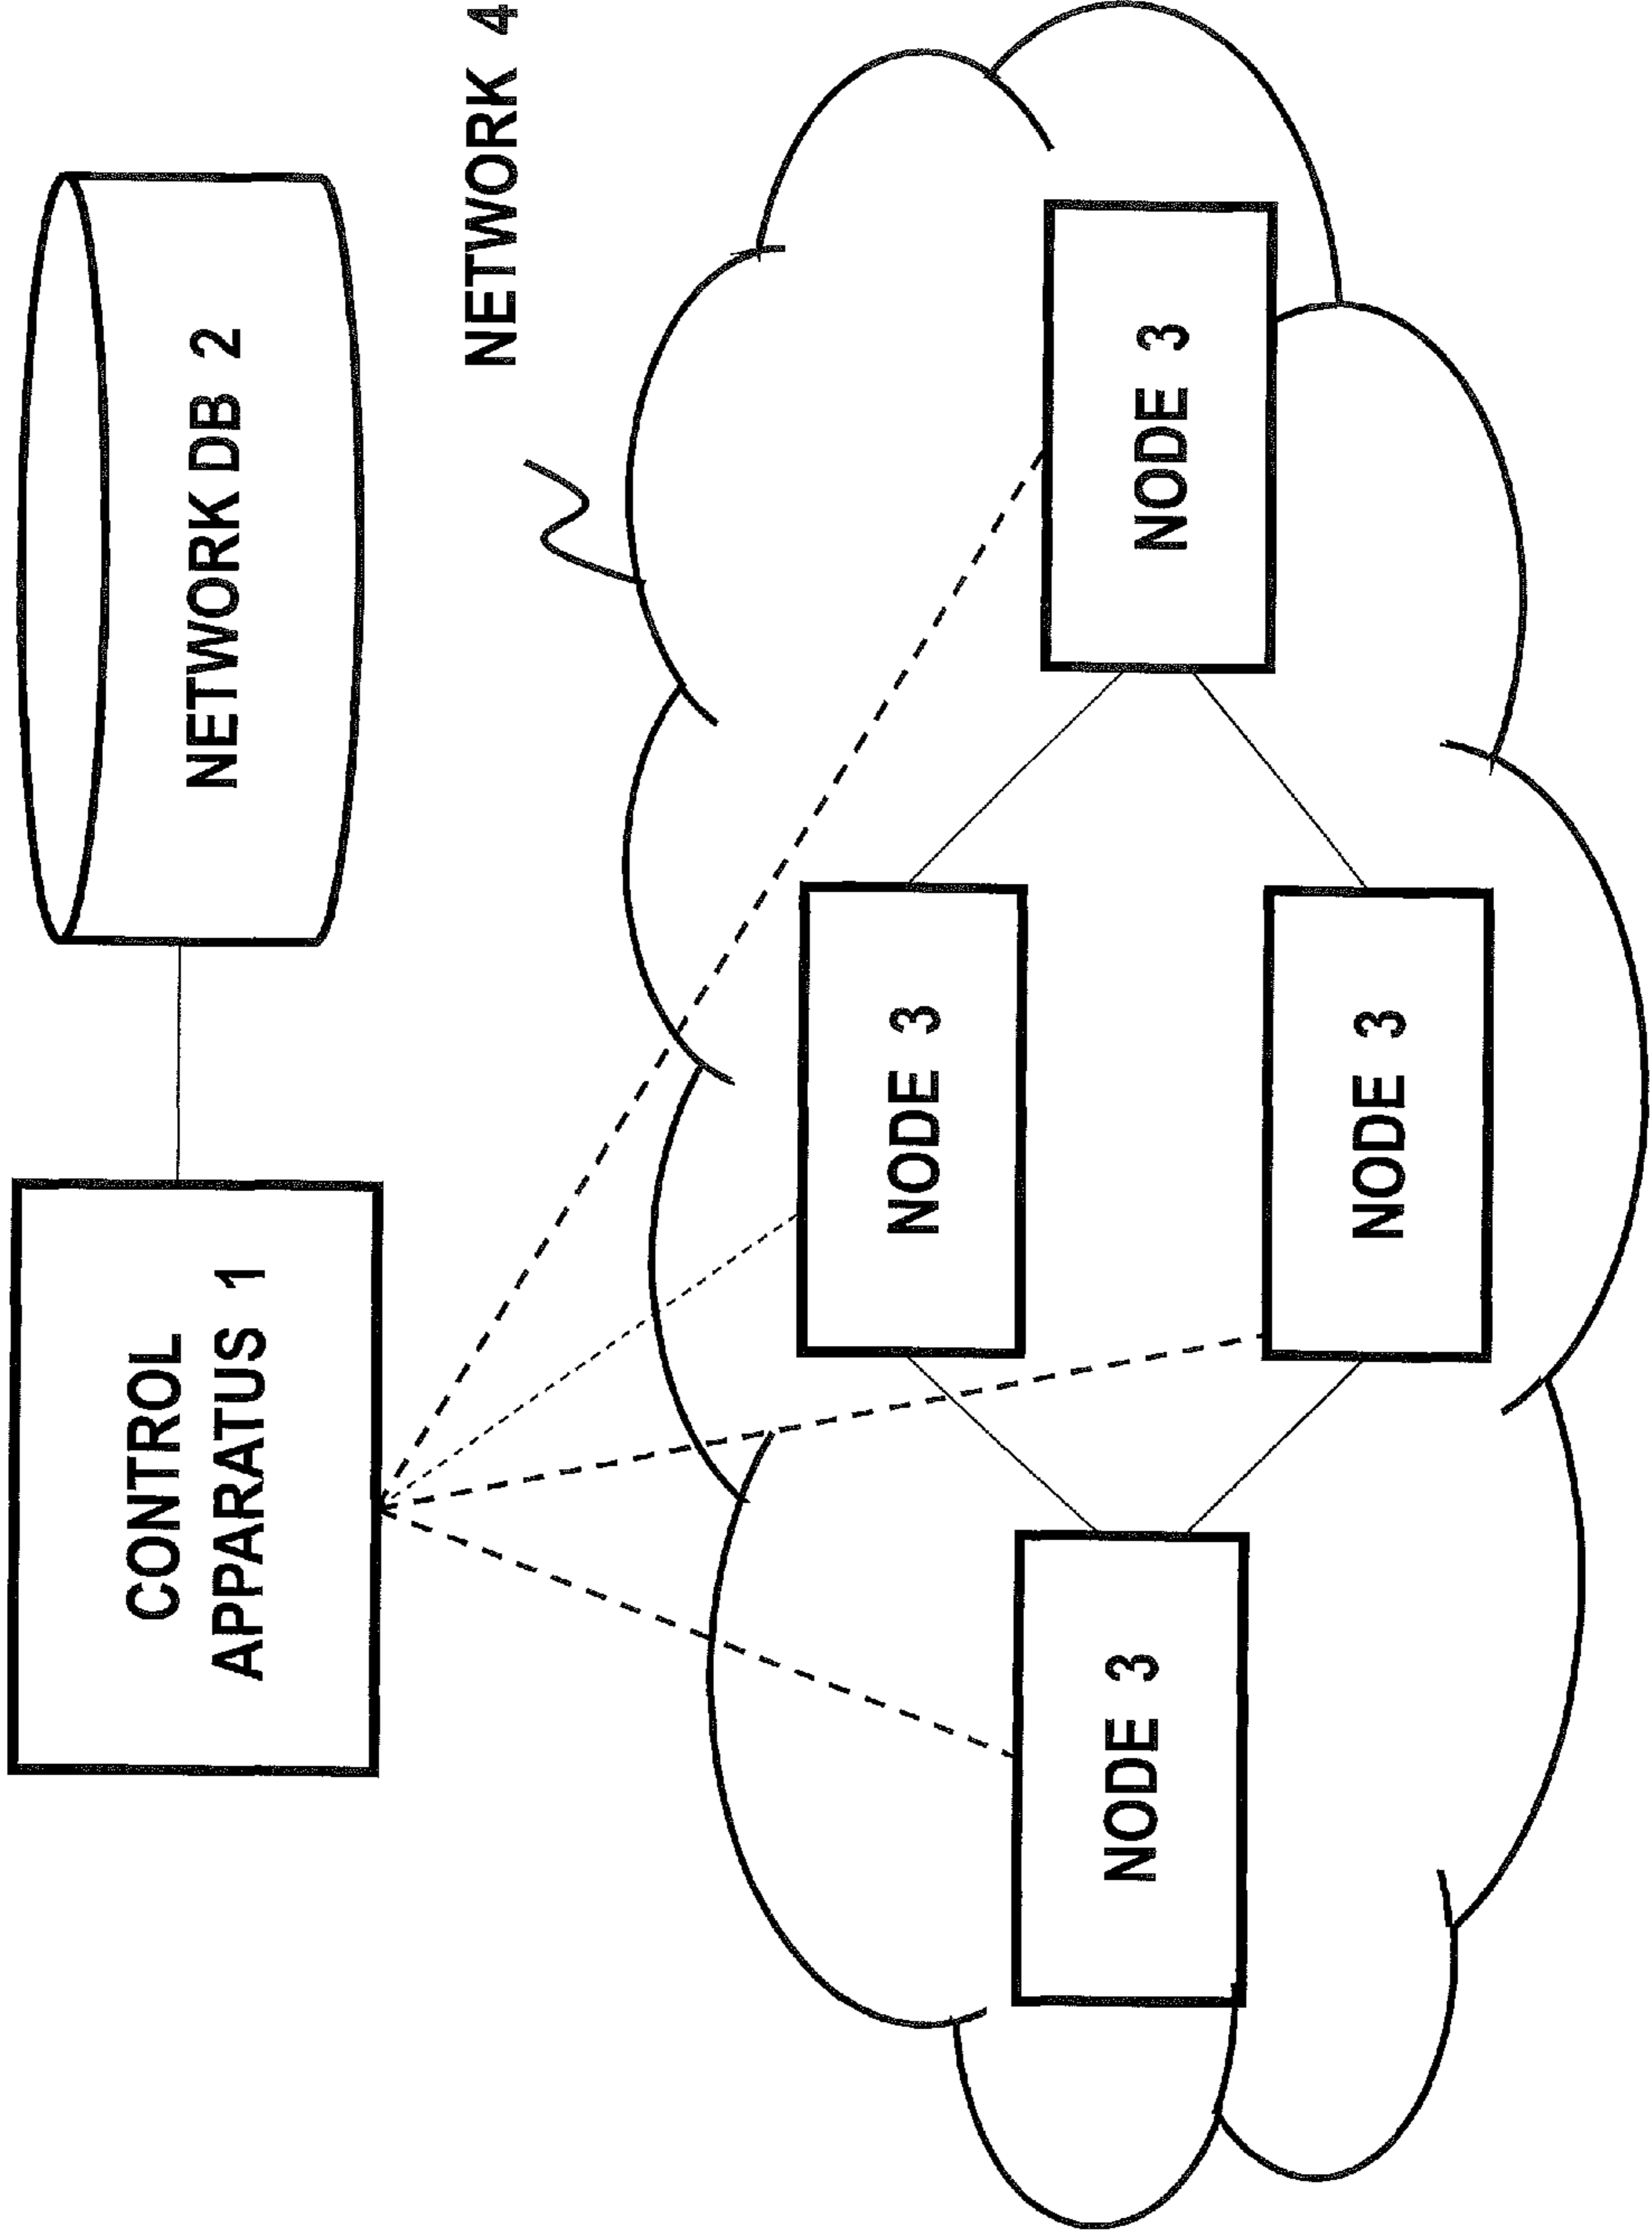 CONTROL
APPARATUS 1
NETWORK DB 2
NETWORK 4
NODE 3
NODE 3
NODE 3
NODE 3